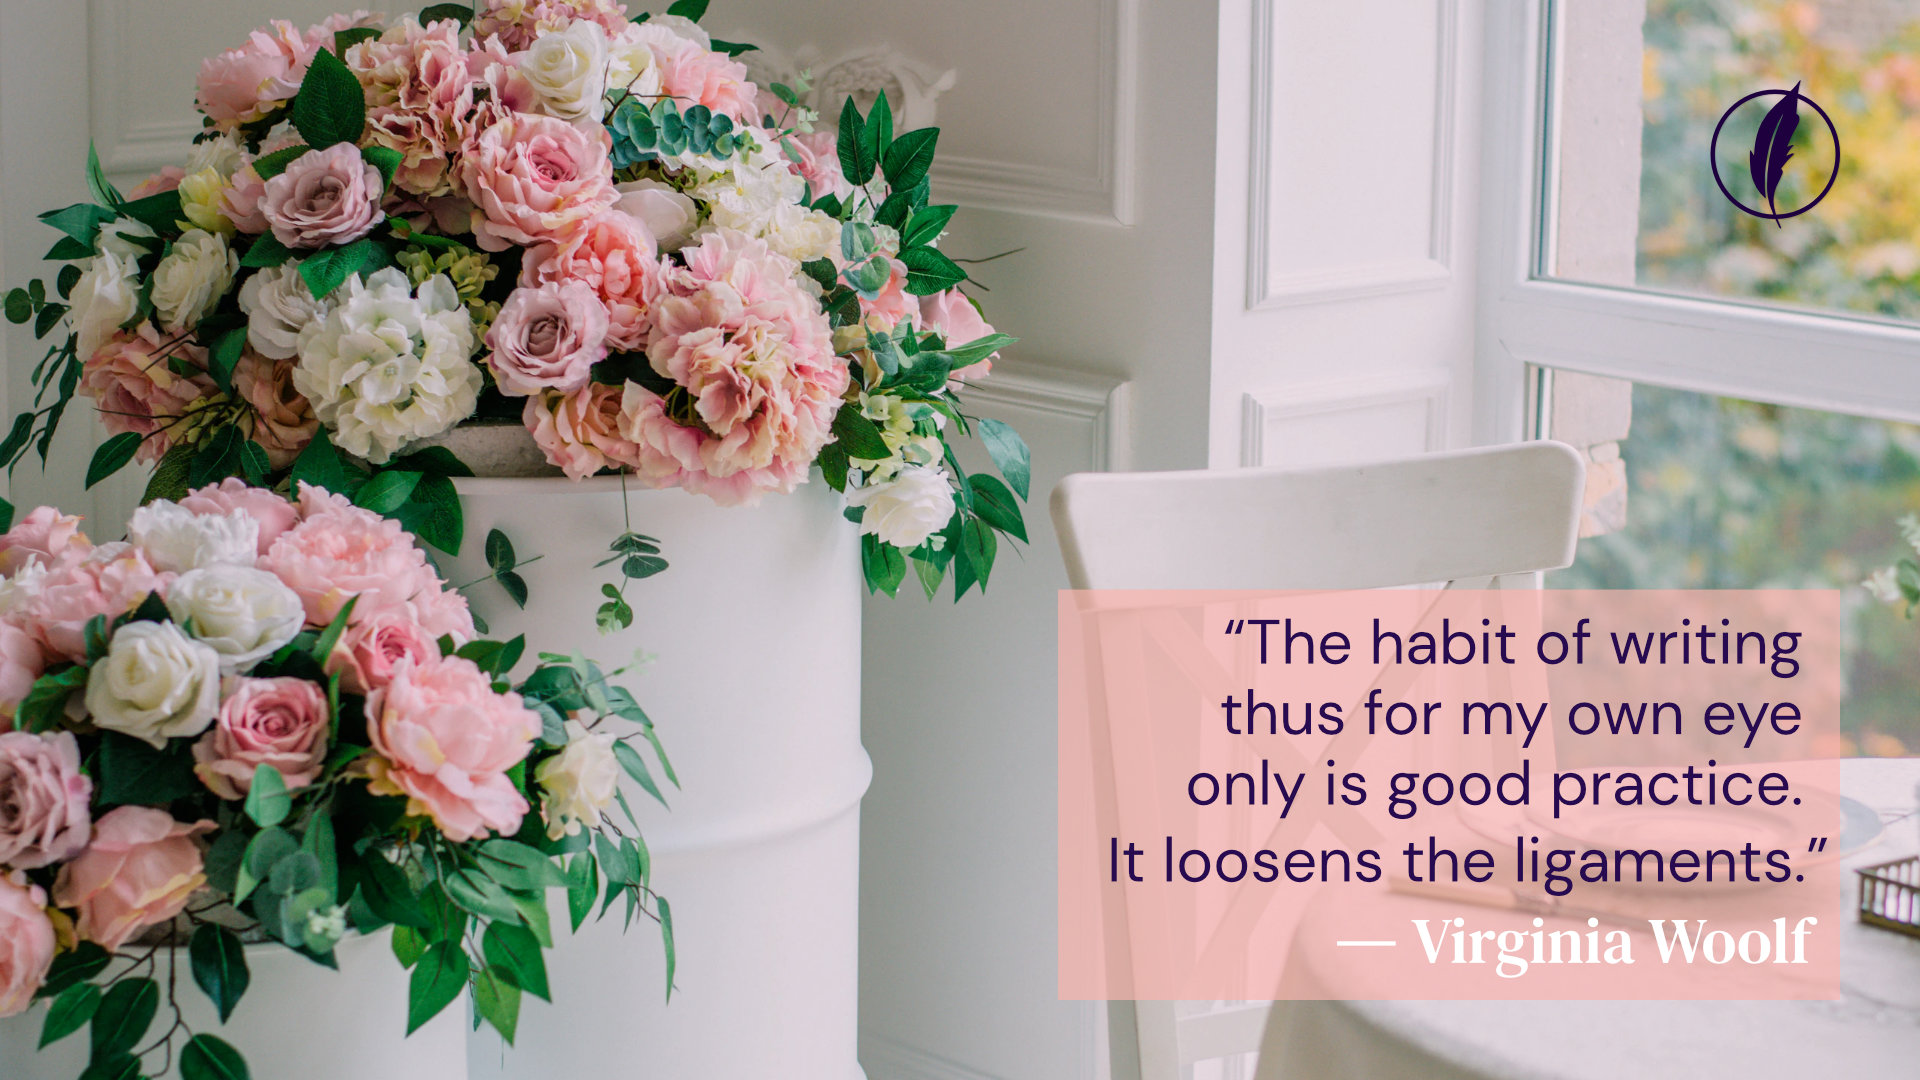 “The habit of writing
thus for my own eye
only is good practice.
It loosens the ligaments.”
— Virginia Woolf